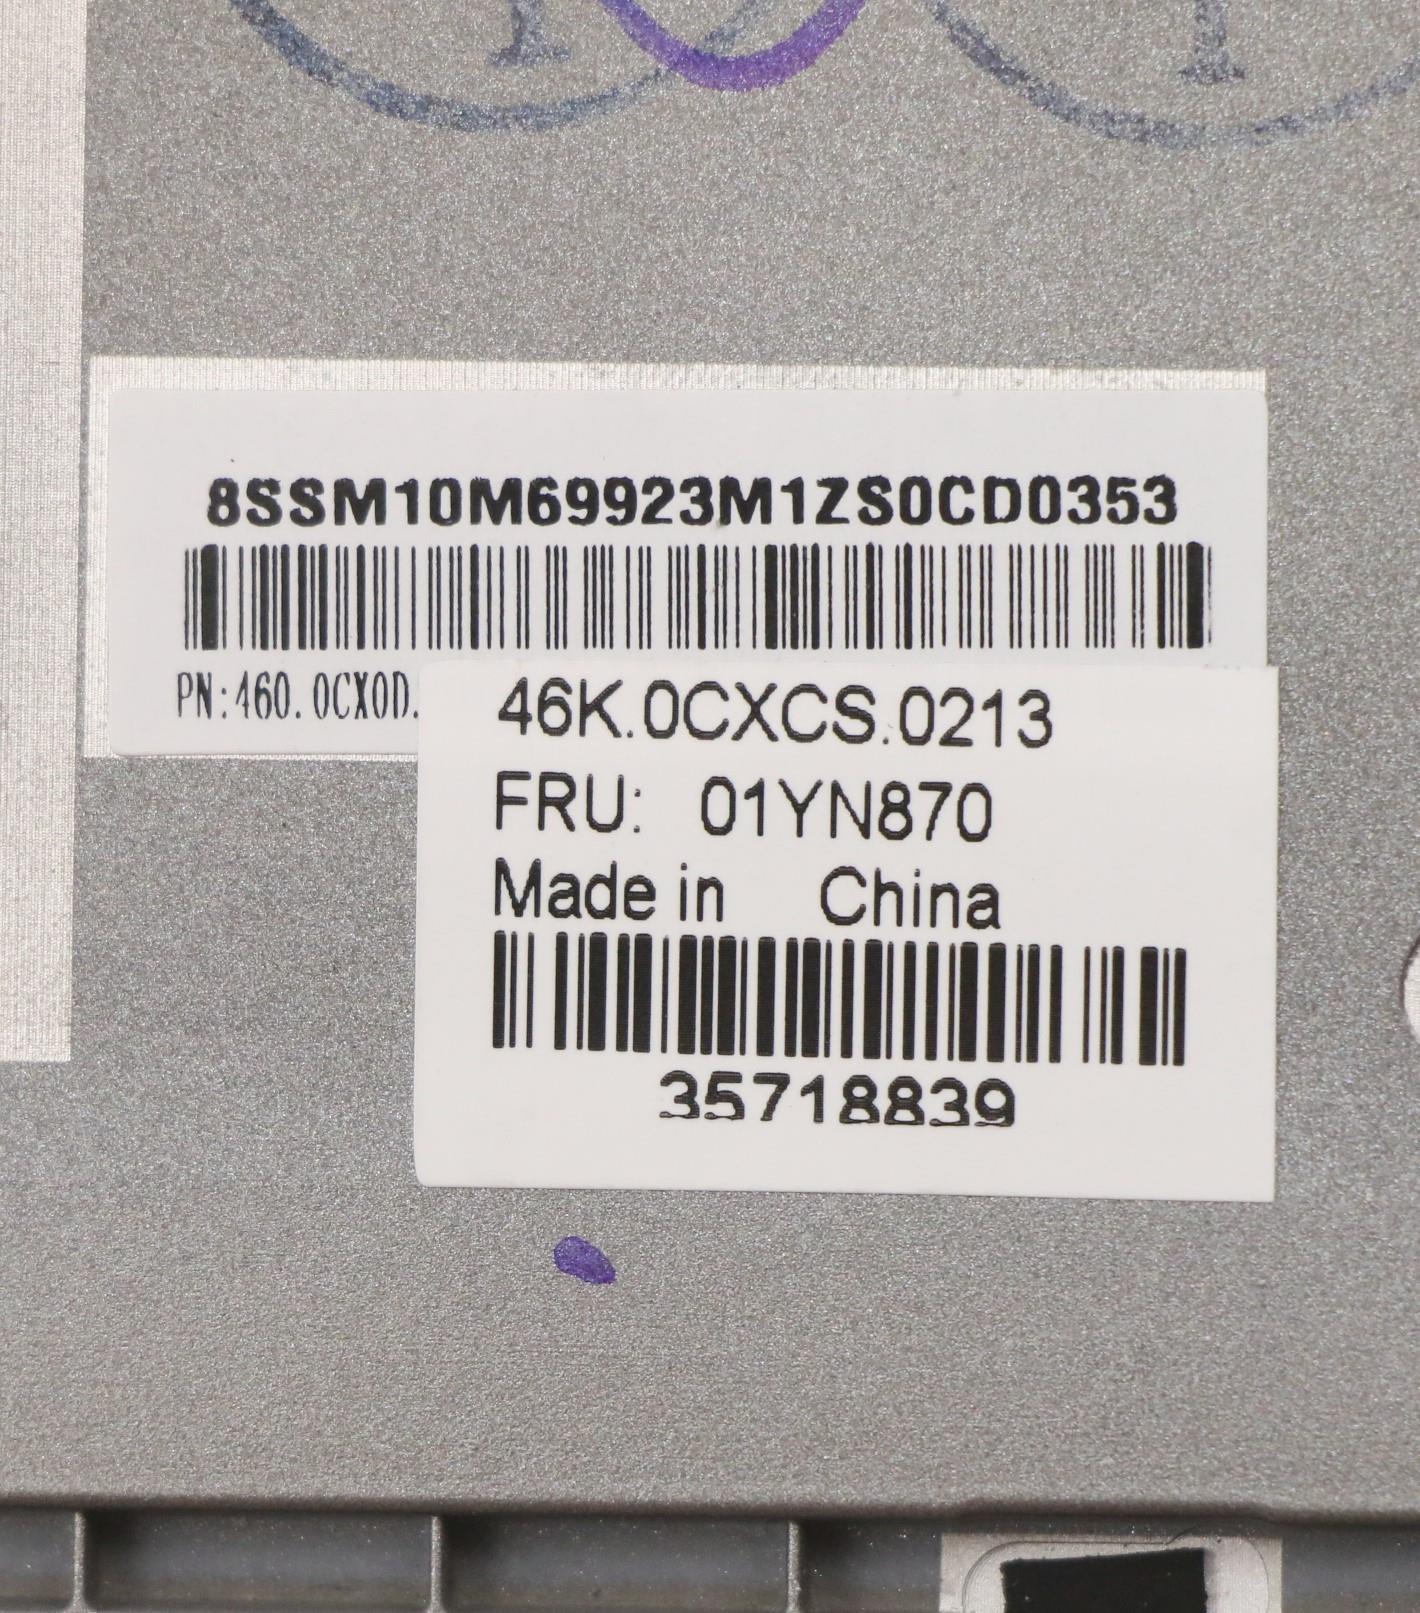 8SSM10M69923M1ZS0CD0353
PN:460.0CX0D.
46K.0CXCS.0213
FRU: 01YN870
Made in China
35718839